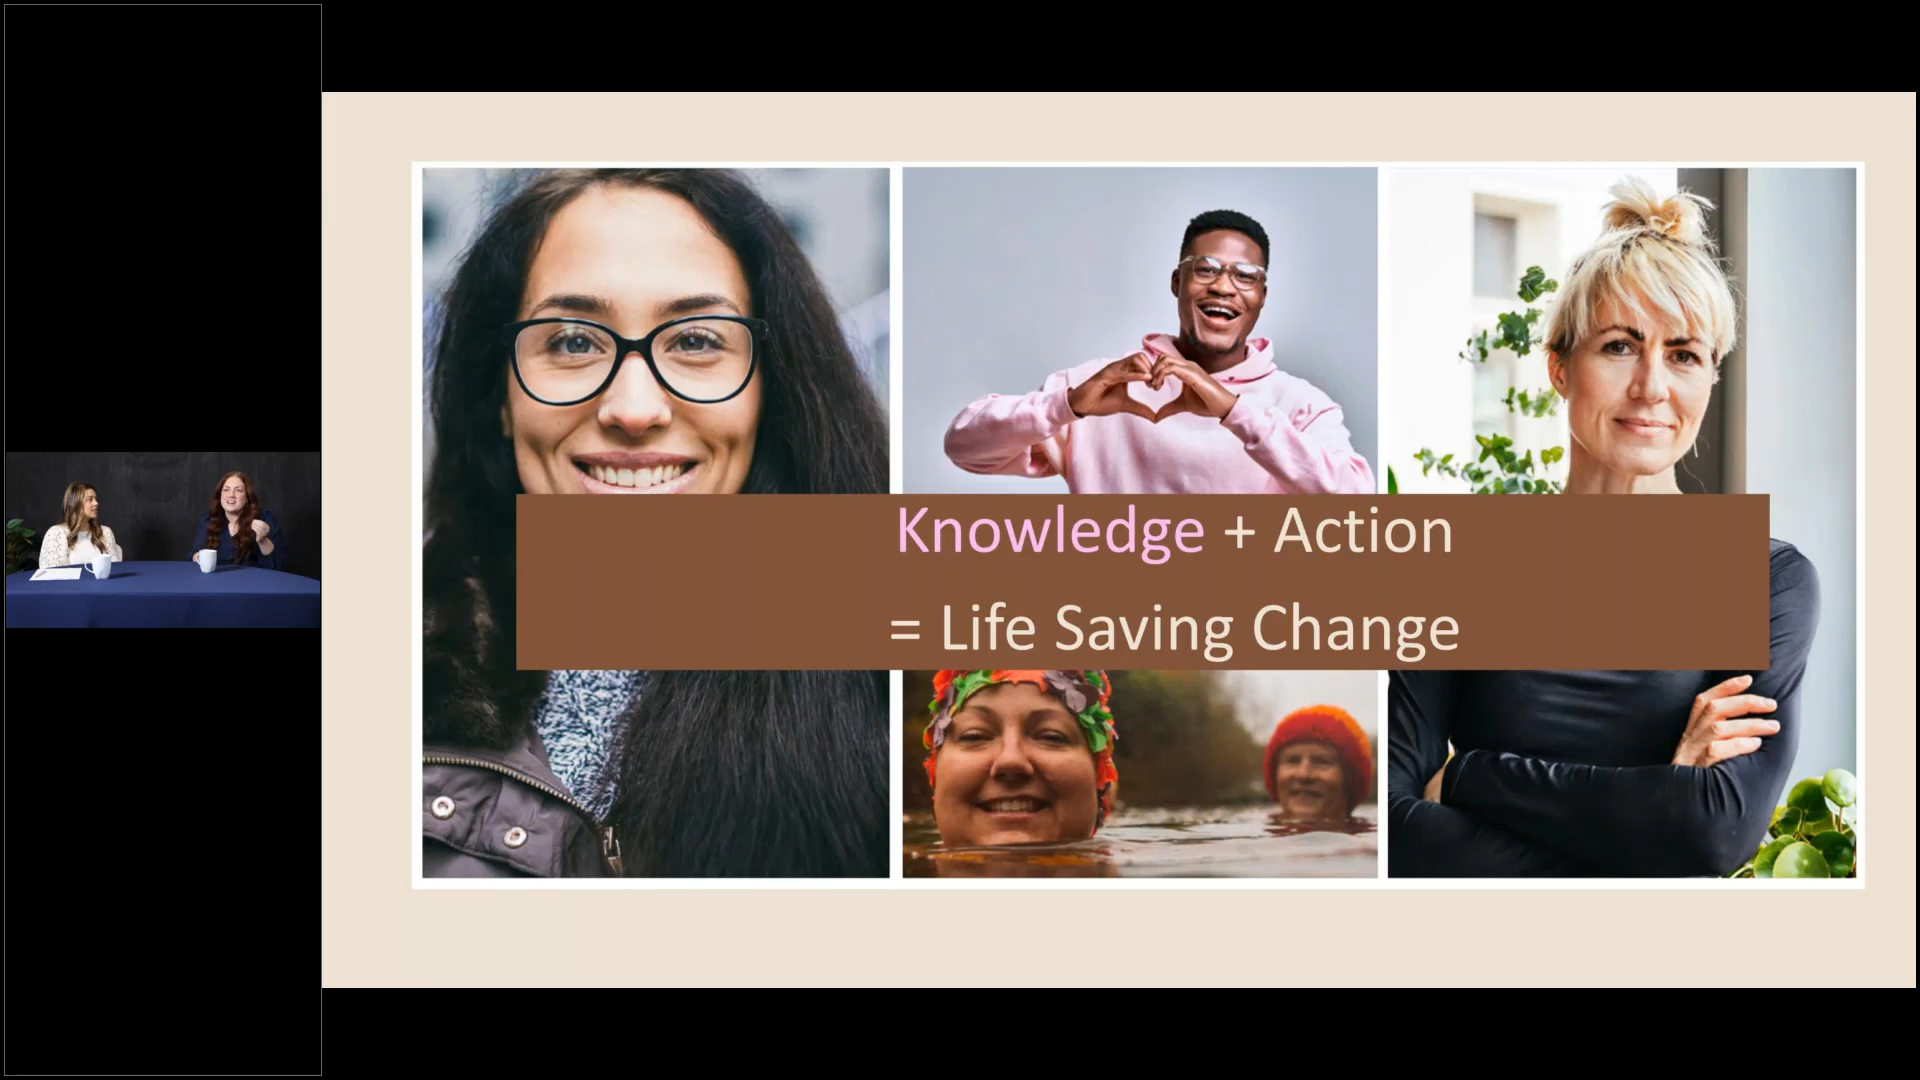 Knowledge + Action
= Life Saving Change